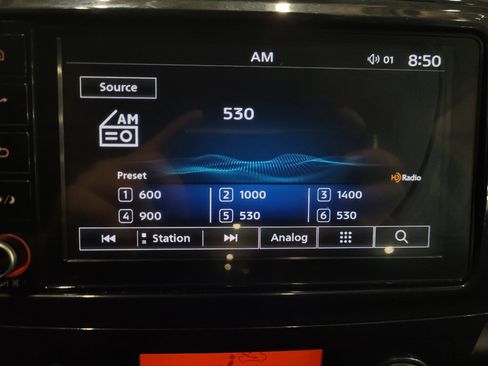 AM
01
8:50
Source
530
AM
Preset
HD Radio
1 600 2 1000 3 1400
4 900 5 530 6 530
Station Analog